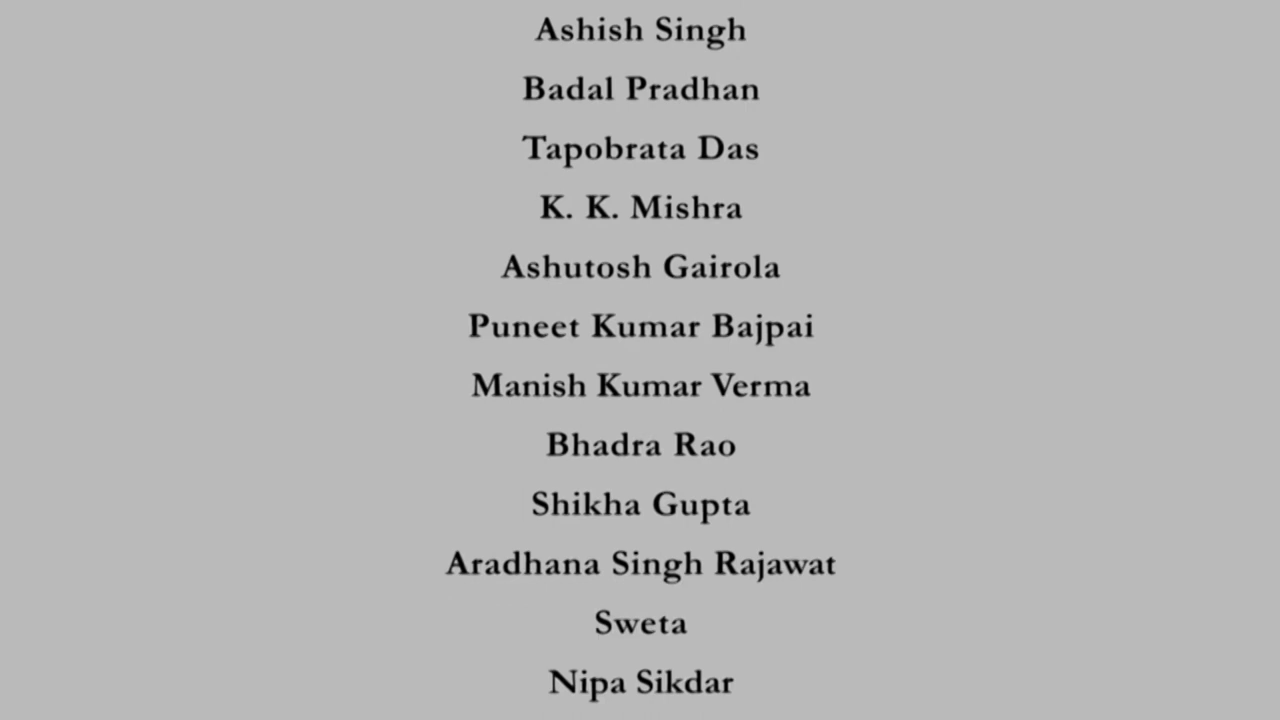 Ashish Singh
Badal Pradhan
Tapobrata Das
K. K. Mishra
Ashutosh Gairola
Puneet Kumar Bajpai
Manish Kumar Verma
Bhadra Rao
Shikha Gupta
Aradhana Singh Rajawat
Sweta
Nipa Sikdar